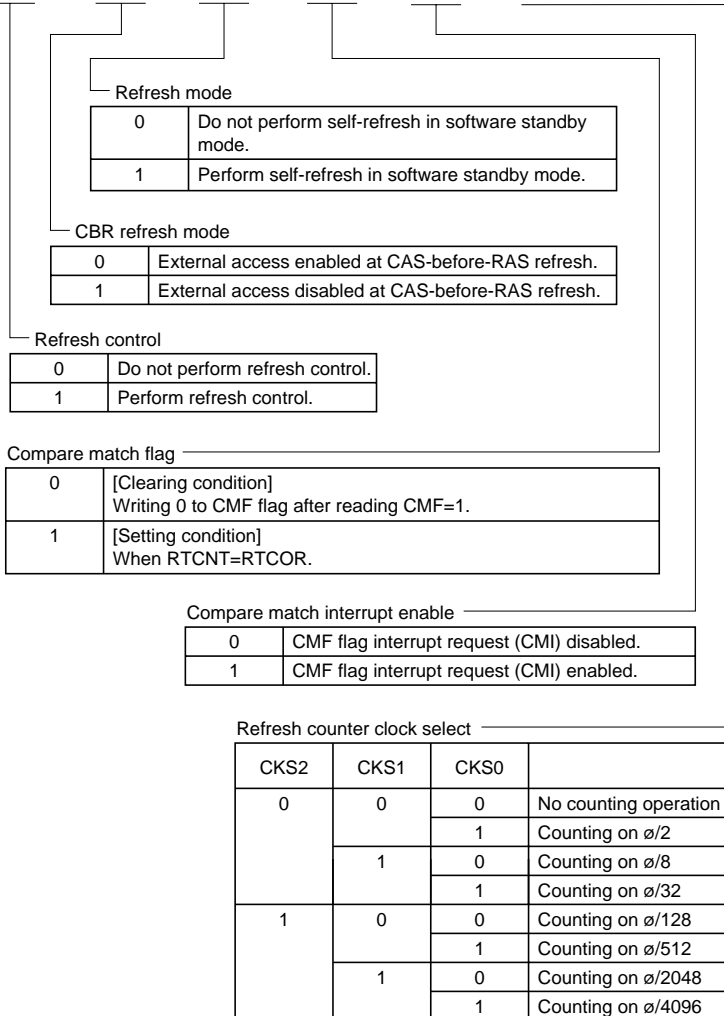 Refresh mode
0 Do not perform self-refresh in software standby
mode.
1 Perform self-refresh in software standby mode.
CBR refresh mode
0 External access enabled at CAS-before-RAS refresh.
1 External access disabled at CAS-before-RAS refresh.
Refresh control
0 Do not perform refresh control.
1 Perform refresh control.
Compare match flag
0 [Clearing condition]
Writing 0 to CMF flag after reading CMF=1.
1 [Setting condition]
When RTCNT=RTCOR.
Compare match interrupt enable
0 CMF flag interrupt request (CMI) disabled.
1 CMF flag interrupt request (CMI) enabled.
Refresh counter clock select
CKS2 CKS1 CKS0
0 0 0 No counting operation
1 Counting on ø/2
1 0 Counting on ø/8
1 Counting on ø/32
1 0 0 Counting on ø/128
1 Counting on ø/512
1 0 Counting on ø/2048
1 Counting on ø/4096